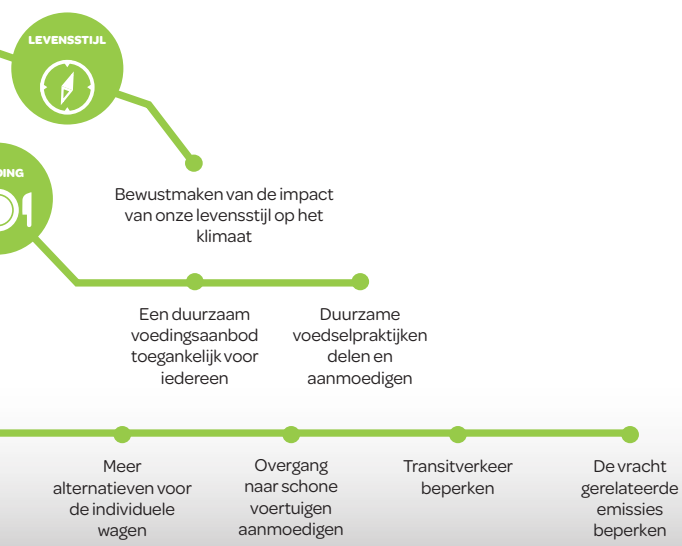 LEVENSSTIJL
DING
Bewustmaken van de impact
van onze levensstijl op het
klimaat
Een duurzaam
voedingsaanbod
toegankelijk voor
iedereen
Duurzame
voedselpraktijken
delen en
aanmoedigen
Meer
alternatieven voor
de individuele
wagen
Overgang
naar schone
voertuigen
aanmoedigen
Transitverkeer
beperken
De vracht
gerelateerde
emissies
beperken